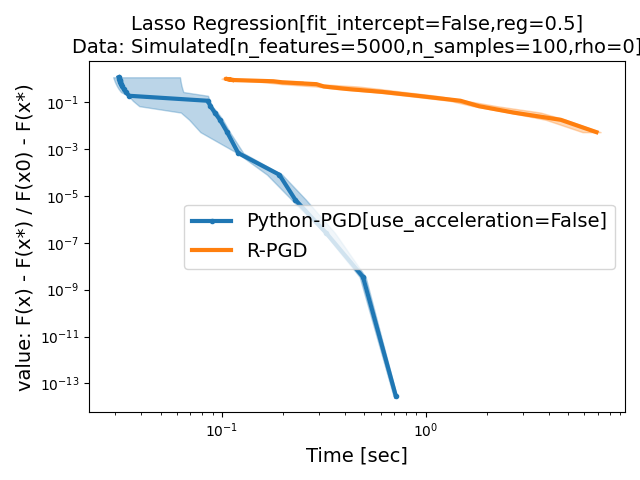 Lasso Regression[fit_intercept=False,reg=0.5]
Data: Simulated[n_features=5000,n_samples=100,rho=0]
value: F(x) - F(x*) / F(x0) - F(x*)
10⁻¹
10⁻³
10⁻⁵
10⁻⁷
10⁻⁹
10⁻¹¹
10⁻¹³
Python-PGD[use_acceleration=False]
R-PGD
10⁻¹ 10⁰
Time [sec]